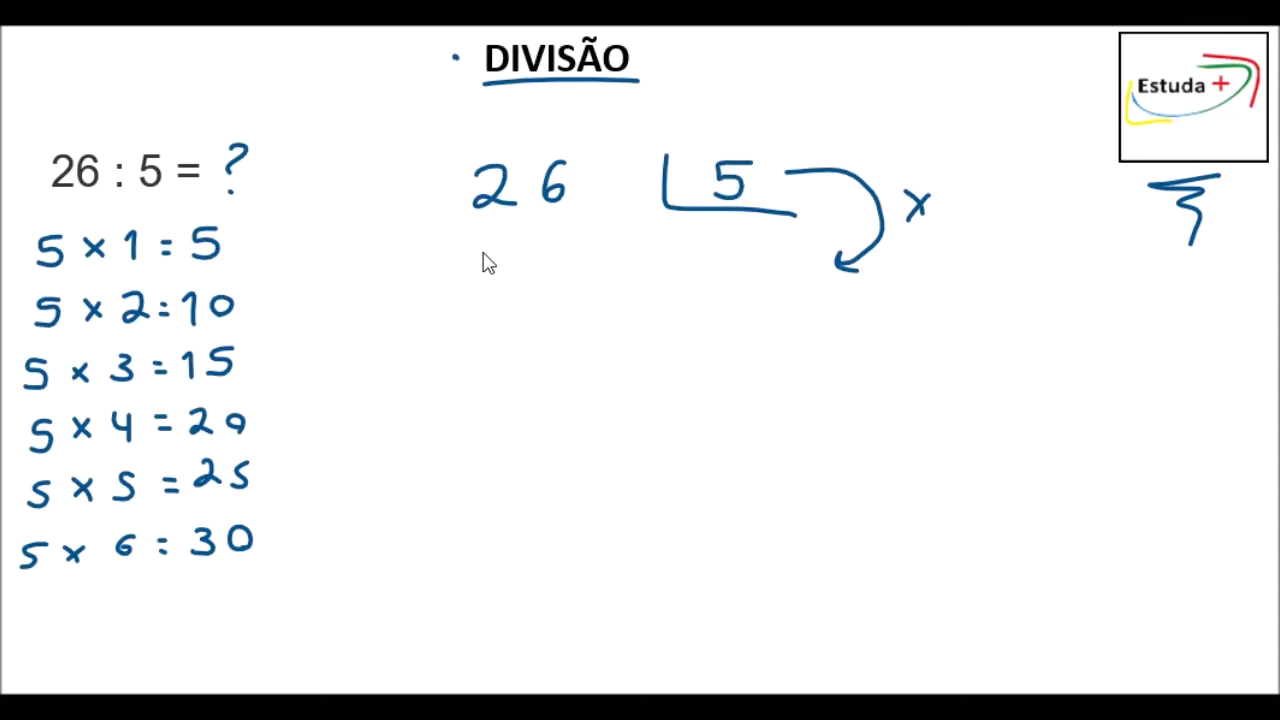 DIVISÃO
Estuda +
26 : 5 = ?
26 5
x
5 x 1 = 5
5 x 2 = 10
5 x 3 = 15
5 x 4 = 20
5 x 5 = 25
5 x 6 = 30